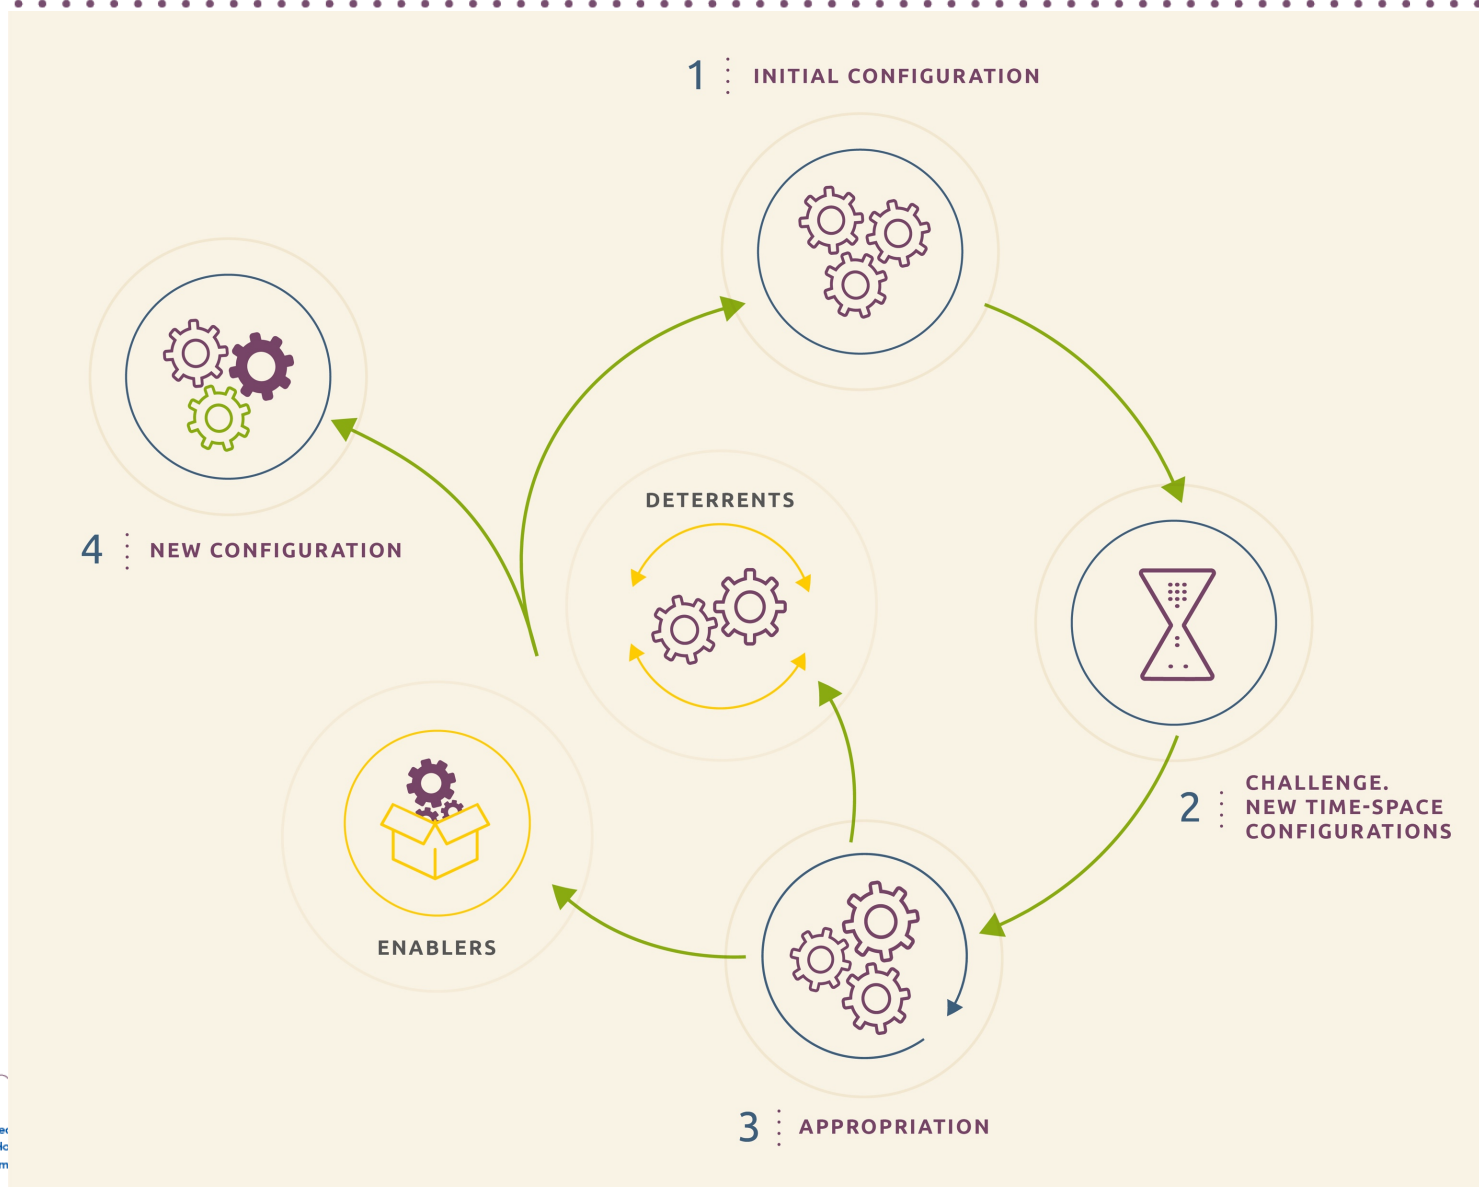 1
INITIAL CONFIGURATION
4
NEW CONFIGURATION
DETERRENTS
2
CHALLENGE.
NEW TIME-SPACE
CONFIGURATIONS
ENABLERS
3
APPROPRIATION